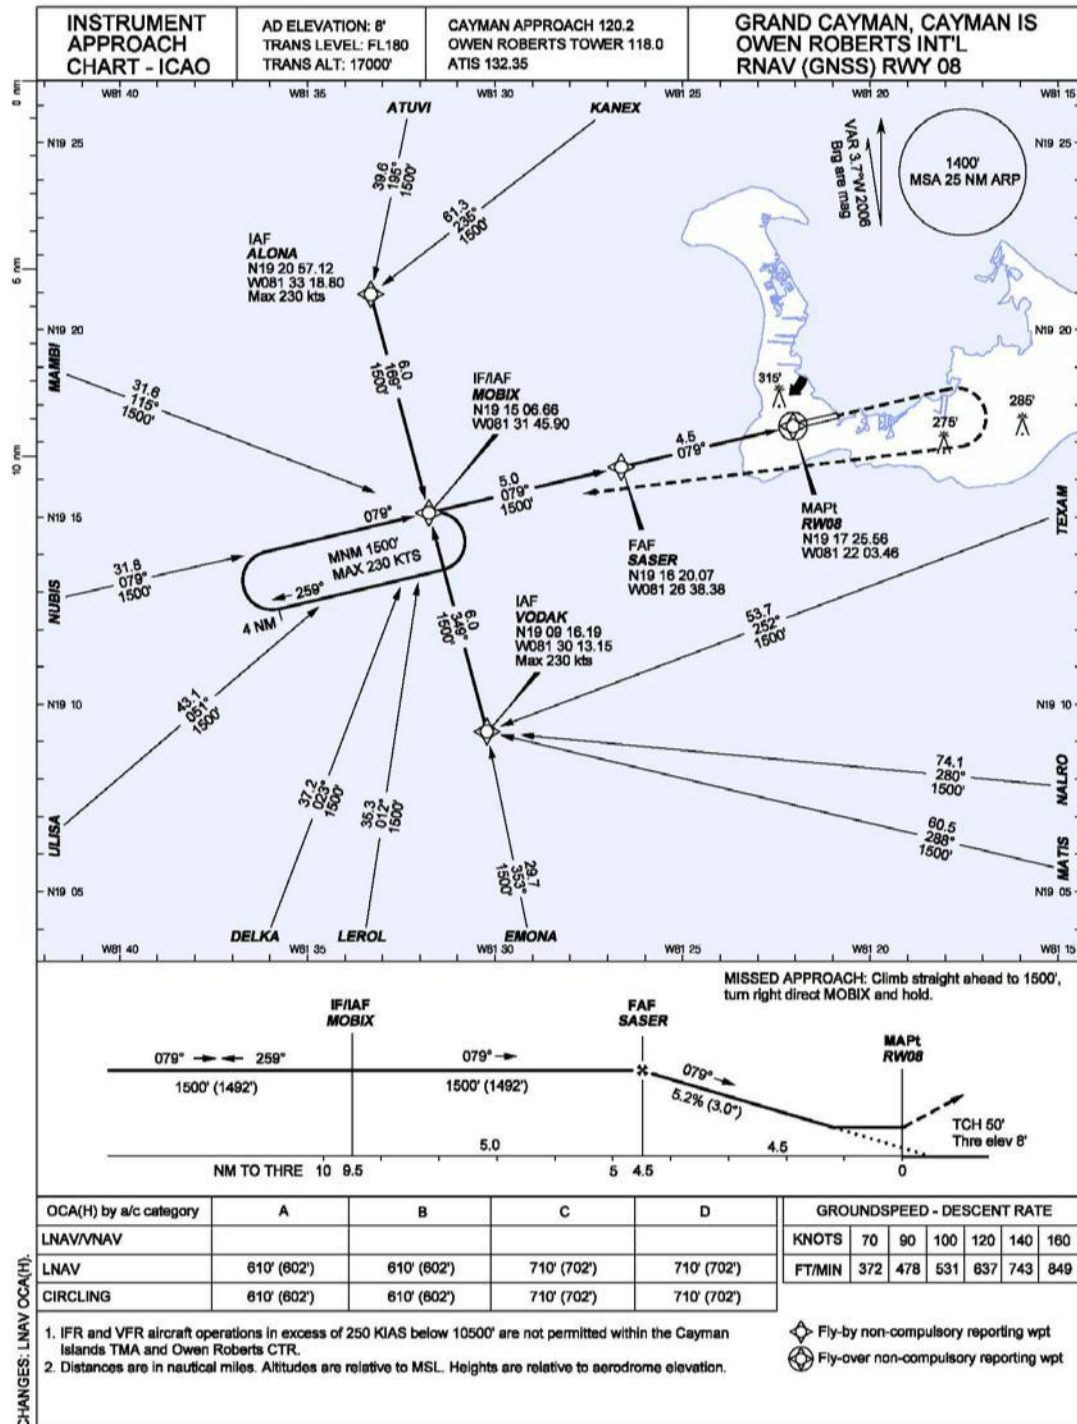 INSTRUMENT
APPROACH
CHART - ICAO
AD ELEVATION: 8'
TRANS LEVEL: FL180
TRANS ALT: 17000'
CAYMAN APPROACH 120.2
OWEN ROBERTS TOWER 118.0
ATIS 132.35
GRAND CAYMAN, CAYMAN IS
OWEN ROBERTS INT'L
RNAV (GNSS) RWY 08
0 nm
5 nm
10 nm
W81 40
W81 35
W81 30
W81 25
W81 20
W81 15
N19 25
N19 25
ATUVI
KANEX
39.6
195°
1500'
61.3
235°
1500'
VAR 3.7°W 2006
Brg are mag
1400'
MSA 25 NM ARP
IAF
ALONA
N19 20 57.12
W081 33 18.80
Max 230 kts
N19 20
N19 20
MAMBI
31.6
115°
1500'
6.0
169°
1500'
IF/IAF
MOBIX
N19 15 06.66
W081 31 45.90
315'
275'
285'
4.5
079°
5.0
079°
1500'
N19 15
079°
MNM 1500'
MAX 230 KTS
259°
4 NM
NUBIS
31.8
079°
1500'
MAPt
RW08
N19 17 25.56
W081 22 03.46
FAF
SASER
N19 16 20.07
W081 26 38.38
TEXAM
53.7
252°
1500'
6.0
349°
1500'
IAF
VODAK
N19 09 16.19
W081 30 13.15
Max 230 kts
N19 10
N19 10
43.1
051°
1500'
ULISA
37.2
023°
1500'
35.3
012°
1500'
29.7
353°
1500'
74.1
280°
1500'
NALRO
60.5
288°
1500'
MATIS
N19 05
N19 05
DELKA
LEROL
EMONA
W81 40
W81 35
W81 30
W81 25
W81 20
W81 15
MISSED APPROACH: Climb straight ahead to 1500',
turn right direct MOBIX and hold.
IF/IAF
MOBIX
FAF
SASER
MAPt
RW08
079°
259°
1500' (1492')
079°
1500' (1492')
079°
5.2% (3.0°)
TCH 50'
Thre elev 8'
5.0
4.5
NM TO THRE 10 9.5 5 4.5 0
OCA(H) by a/c category A B C D
LNAV/VNAV
LNAV 610' (602') 610' (602') 710' (702') 710' (702')
CIRCLING 610' (602') 610' (602') 710' (702') 710' (702')
GROUNDSPEED - DESCENT RATE
KNOTS 70 90 100 120 140 160
FT/MIN 372 478 531 637 743 849
1. IFR and VFR aircraft operations in excess of 250 KIAS below 10500' are not permitted within the Cayman
Islands TMA and Owen Roberts CTR.
2. Distances are in nautical miles. Altitudes are relative to MSL. Heights are relative to aerodrome elevation.
Fly-by non-compulsory reporting wpt
Fly-over non-compulsory reporting wpt
CHANGES: LNAV OCA(H).